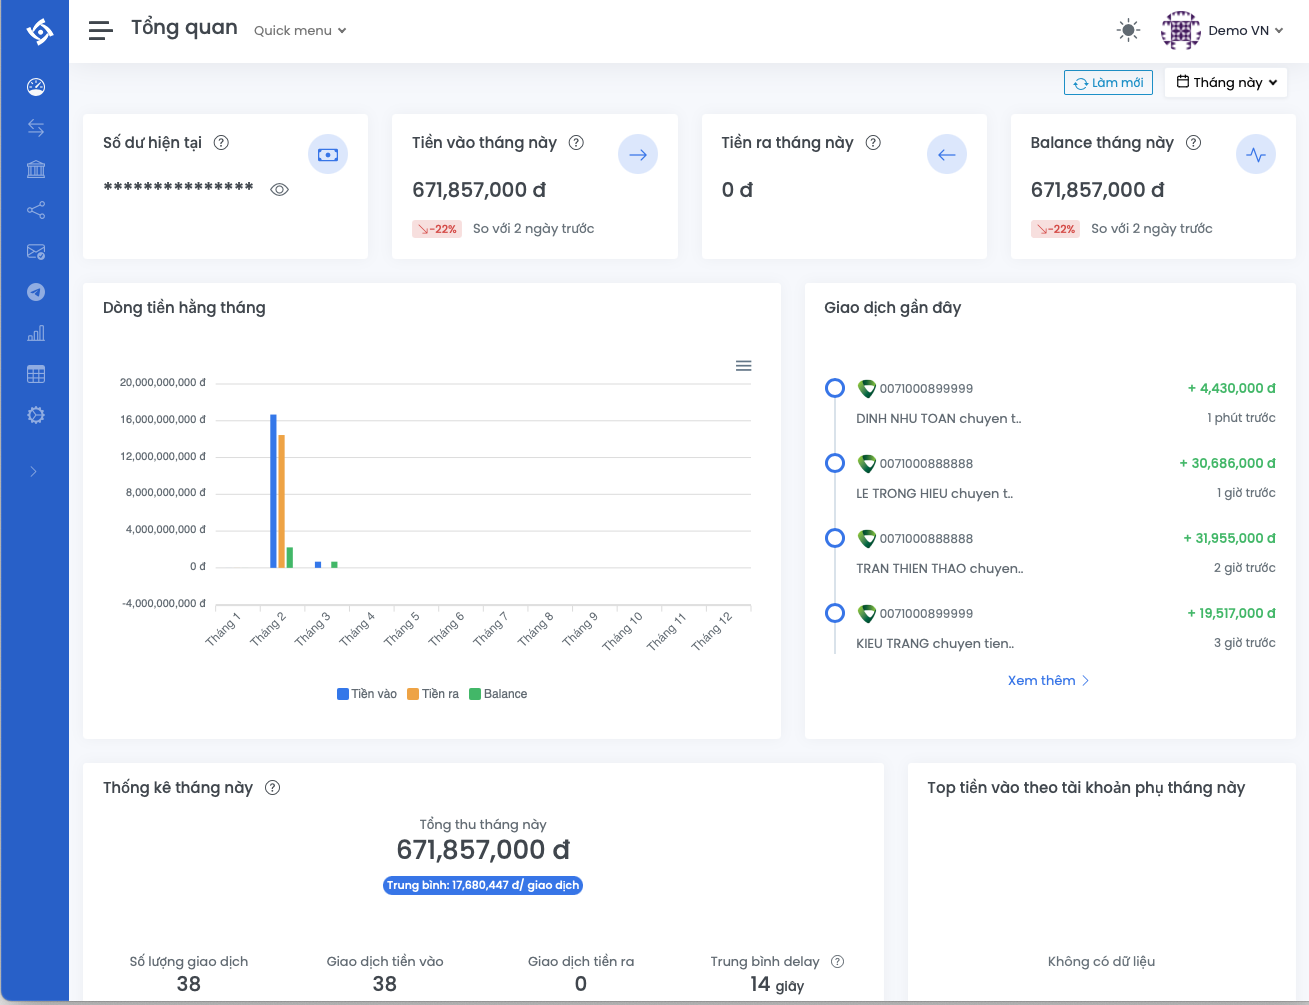 Tổng quan
Quick menu
Demo VN
Làm mới
Tháng này
Số dư hiện tại
***************
Tiền vào tháng này
671,857,000 đ
-22% So với 2 ngày trước
Tiền ra tháng này
0 đ
Balance tháng này
671,857,000 đ
-22% So với 2 ngày trước
Dòng tiền hằng tháng
20,000,000,000 đ
16,000,000,000 đ
12,000,000,000 đ
8,000,000,000 đ
4,000,000,000 đ
0 đ
-4,000,000,000 đ
Tháng 1
Tháng 2
Tháng 3
Tháng 4
Tháng 5
Tháng 6
Tháng 7
Tháng 8
Tháng 9
Tháng 10
Tháng 11
Tháng 12
Tiền vào Tiền ra Balance
Giao dịch gần đây
0071000899999 + 4,430,000 đ
DINH NHU TOAN chuyen t.. 1 phút trước
0071000888888 + 30,686,000 đ
LE TRONG HIEU chuyen t.. 1 giờ trước
0071000888888 + 31,955,000 đ
TRAN THIEN THAO chuyen.. 2 giờ trước
0071000899999 + 19,517,000 đ
KIEU TRANG chuyen tien.. 3 giờ trước
Xem thêm
Thống kê tháng này
Tổng thu tháng này
671,857,000 đ
Trung bình: 17,680,447 đ/ giao dịch
Số lượng giao dịch
38
Giao dịch tiền vào
38
Giao dịch tiền ra
0
Trung bình delay
14 giây
Top tiền vào theo tài khoản phụ tháng này
Không có dữ liệu